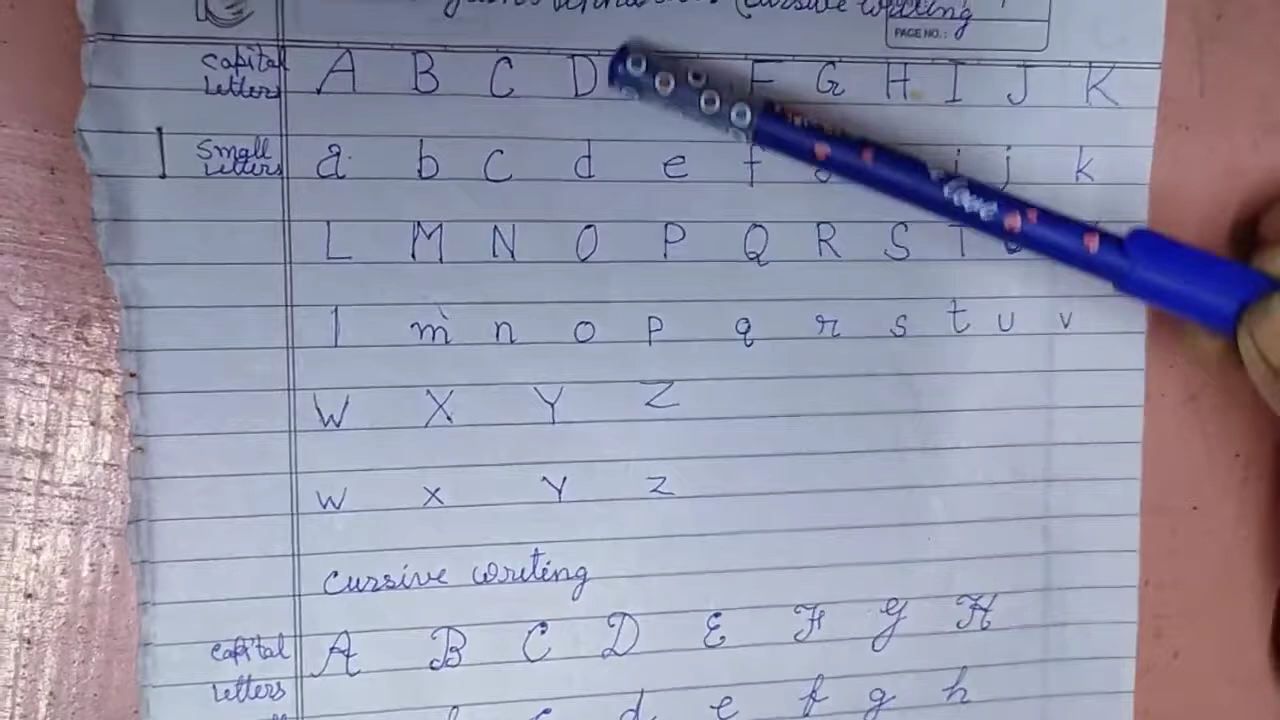 (cursive writing
PAGE NO.:
Capital letters A B C D F G H I J K
Small letters a b c d e f g i j k
L M N O P Q R S T U
l m n o p q r s t u v
W X Y Z
w x y z
cursive writing
capital letters A B C D E F G H
c d e f g h